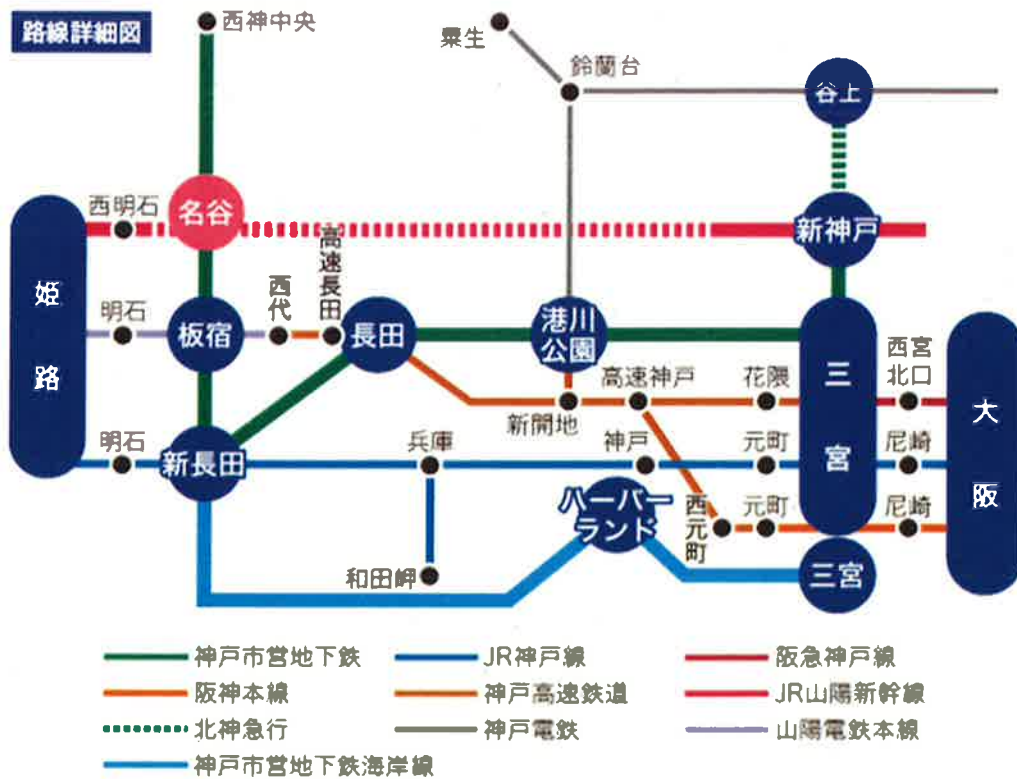 路線詳細図
西神中央
粟生
鈴蘭台
谷上
西明石
名谷
新神戸
姫路
明石
板宿
西代
高速長田
長田
湊川
公園
高速神戸
花隈
三宮
西宮
北口
大阪
新開地
明石
新長田
兵庫
神戸
元町
尼崎
ハーバー
ランド
西元町
元町
尼崎
和田岬
三宮
神戸市営地下鉄
JR神戸線
阪急神戸線
阪神本線
神戸高速鉄道
JR山陽新幹線
北神急行
神戸電鉄
山陽電鉄本線
神戸市営地下鉄海岸線